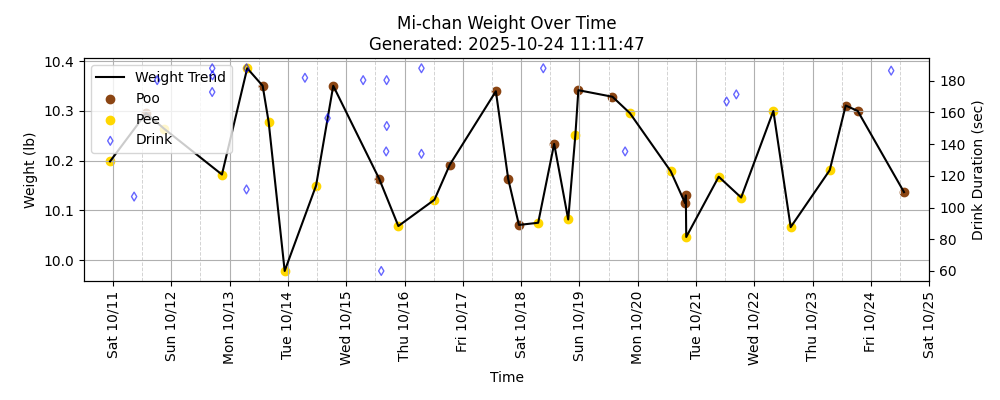 Mi-chan Weight Over Time
Generated: 2025-10-24 11:11:47
Weight (lb)
10.4
10.3
10.2
10.1
10.0
Weight Trend
Poo
Pee
Drink
180
160
140
120
100
80
60
Drink Duration (sec)
Sat 10/11
Sun 10/12
Mon 10/13
Tue 10/14
Wed 10/15
Thu 10/16
Fri 10/17
Sat 10/18
Sun 10/19
Mon 10/20
Tue 10/21
Wed 10/22
Thu 10/23
Fri 10/24
Sat 10/25
Time